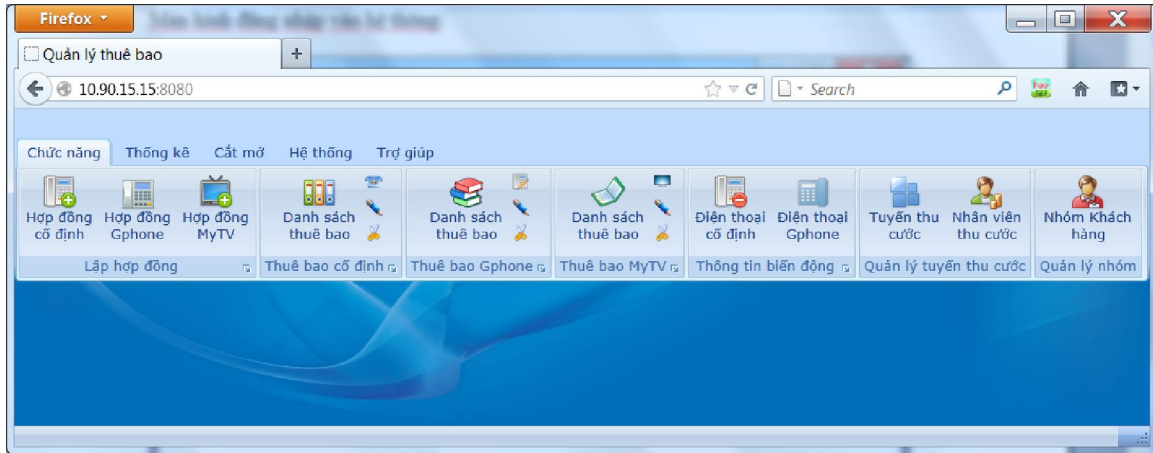 Firefox
Quản lý thuê bao
+
10.90.15.15:8080
Search
Chức năng Thống kê Cắt mở Hệ thống Trợ giúp
Hợp đồng cố định
Hợp đồng Gphone
Hợp đồng MyTV
Danh sách thuê bao
Danh sách thuê bao
Danh sách thuê bao
Điện thoại cố định
Điện thoại Gphone
Tuyến thu cước
Nhân viên thu cước
Nhóm Khách hàng
Lập hợp đồng
Thuê bao cố định
Thuê bao Gphone
Thuê bao MyTV
Thông tin biến động
Quản lý tuyến thu cước
Quản lý nhóm